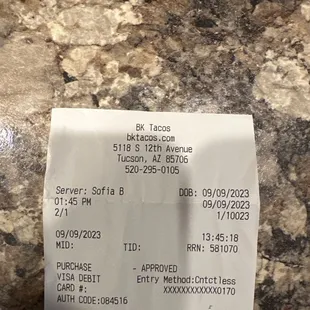 BK Tacos
bktacos.com
5118 S 12th Avenue
Tucson, AZ 85706
520-295-0105
Server: Sofia B DOB: 09/09/2023
01:45 PM 09/09/2023
2/1 1/10023
09/09/2023 13:45:18
MID: TID: RRN: 581070
PURCHASE - APPROVED
VISA DEBIT Entry Method:Cntctless
CARD #: XXXXXXXXXXXX0170
AUTH CODE:084516